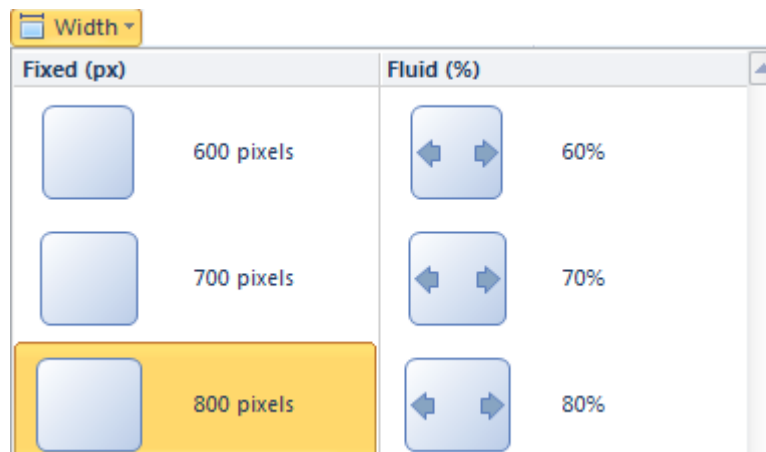 Width
Fixed (px) Fluid (%)
600 pixels 60%
700 pixels 70%
800 pixels 80%